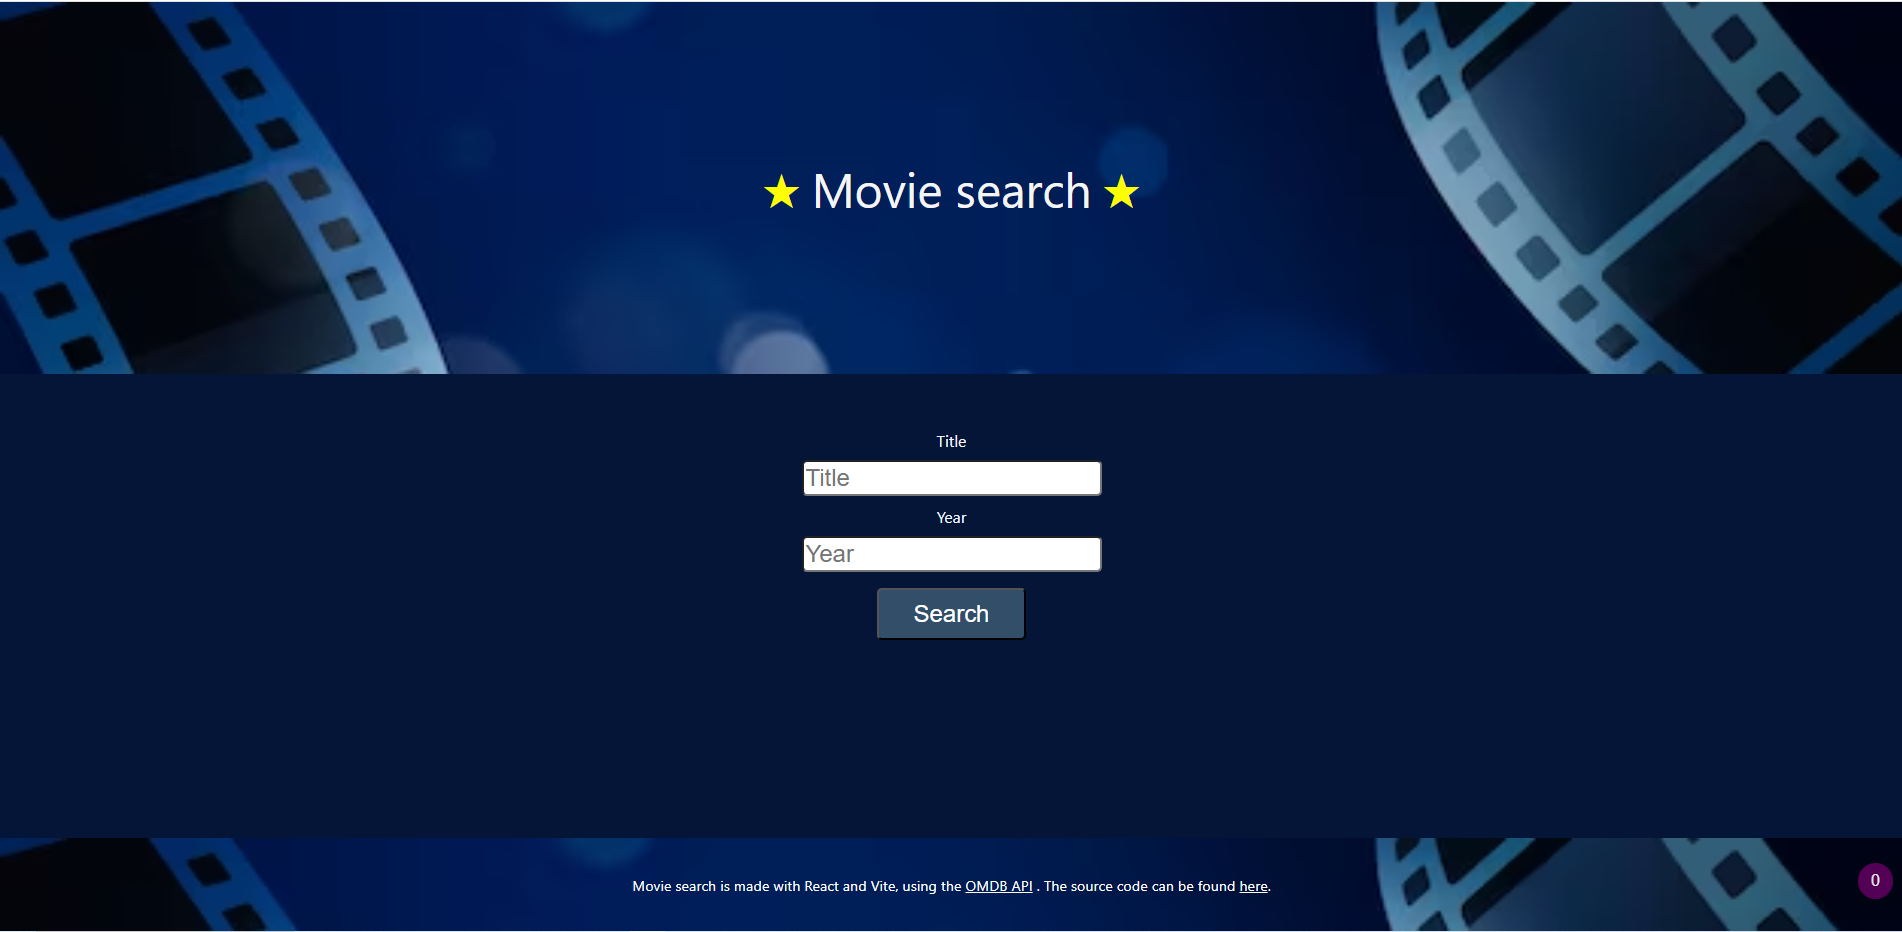 ★ Movie search ★
Title
Title
Year
Year
Search
Movie search is made with React and Vite, using the OMDB API . The source code can be found here.
0